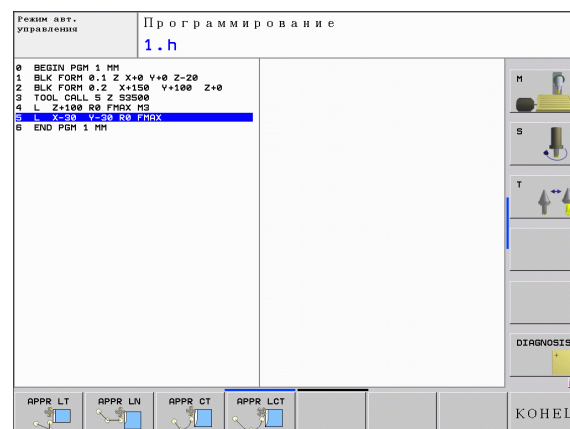 Режим авт.
управления
Программирование
1.h
0 BEGIN PGM 1 MM
1 BLK FORM 0.1 Z X+0 Y+0 Z-20
2 BLK FORM 0.2 X+150 Y+100 Z+0
3 TOOL CALL 5 Z S3500
4 L Z+100 R0 FMAX M3
5 L X-30 Y-30 R0 FMAX
6 END PGM 1 MM
M
S
T
DIAGNOSIS
APPR LT
APPR LN
APPR CT
APPR LCT
КОНЕЦ